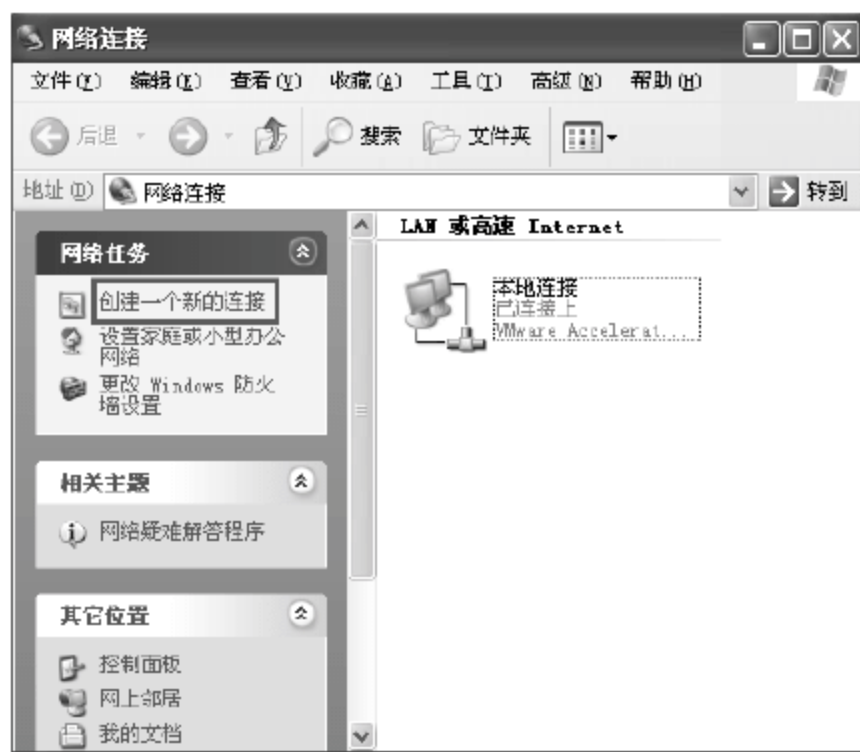 网络连接
文件(F) 编辑(E) 查看(V) 收藏(A) 工具(T) 高级(N) 帮助(H)
后退 搜索 文件夹
地址(D) 网络连接 转到
网络任务
创建一个新的连接
设置家庭或小型办公
网络
更改 Windows 防火
墙设置
相关主题
网络疑难解答程序
其它位置
控制面板
网上邻居
我的文档
LAN 或高速 Internet
本地连接
已连接上
VMware Accelerat...